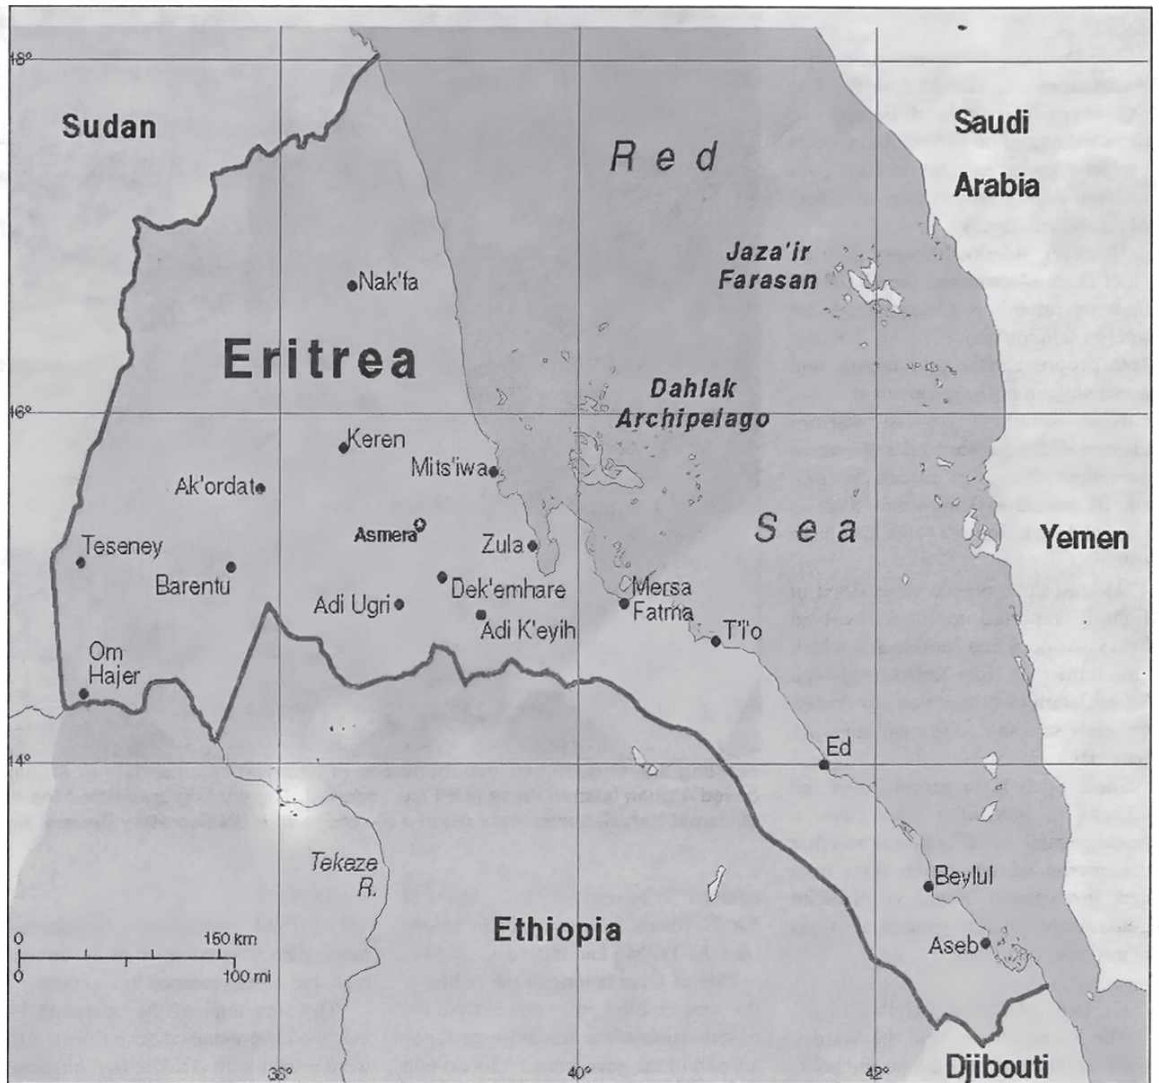 18°
Sudan
Saudi
Arabia
Red
Jaza'ir
Farasan
Nak'fa
Eritrea
Dahlak
Archipelago
16°
Keren
Mits'iwa
Ak'ordat
Asmera
Sea
Yemen
Teseney
Zula
Barentu
Dek'emhare
Mersa
Fatma
Adi Ugri
Adi K'eyih
T'i'o
Om
Hajer
Ed
14°
Tekeze
R.
Beylul
Ethiopia
Aseb
0 150 km
0 100 mi
Djibouti
38° 40° 42°